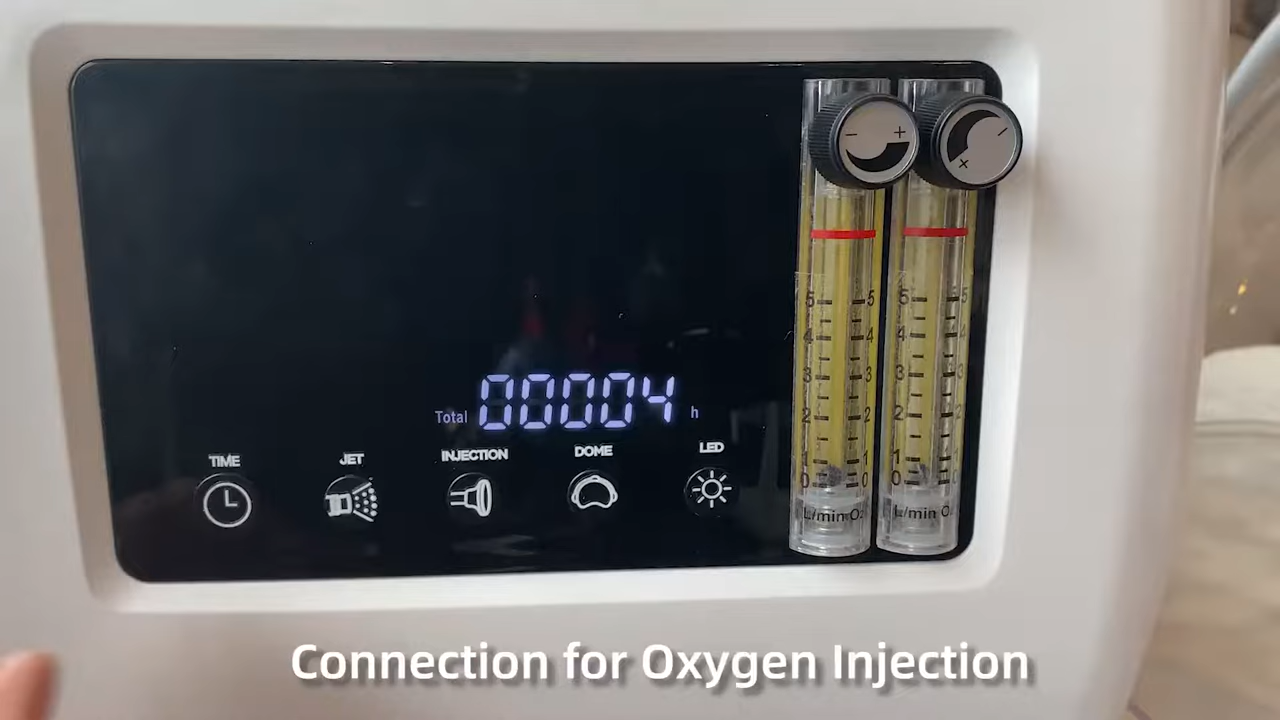 − +
5 5
4 4
3 3
2 2
1 1
0 0
L/min O₂
5 5
4 4
3 3
2 2
1
0 0
L/min O₂
Total 00004 h
TIME JET INJECTION DOME LED
Connection for Oxygen Injection